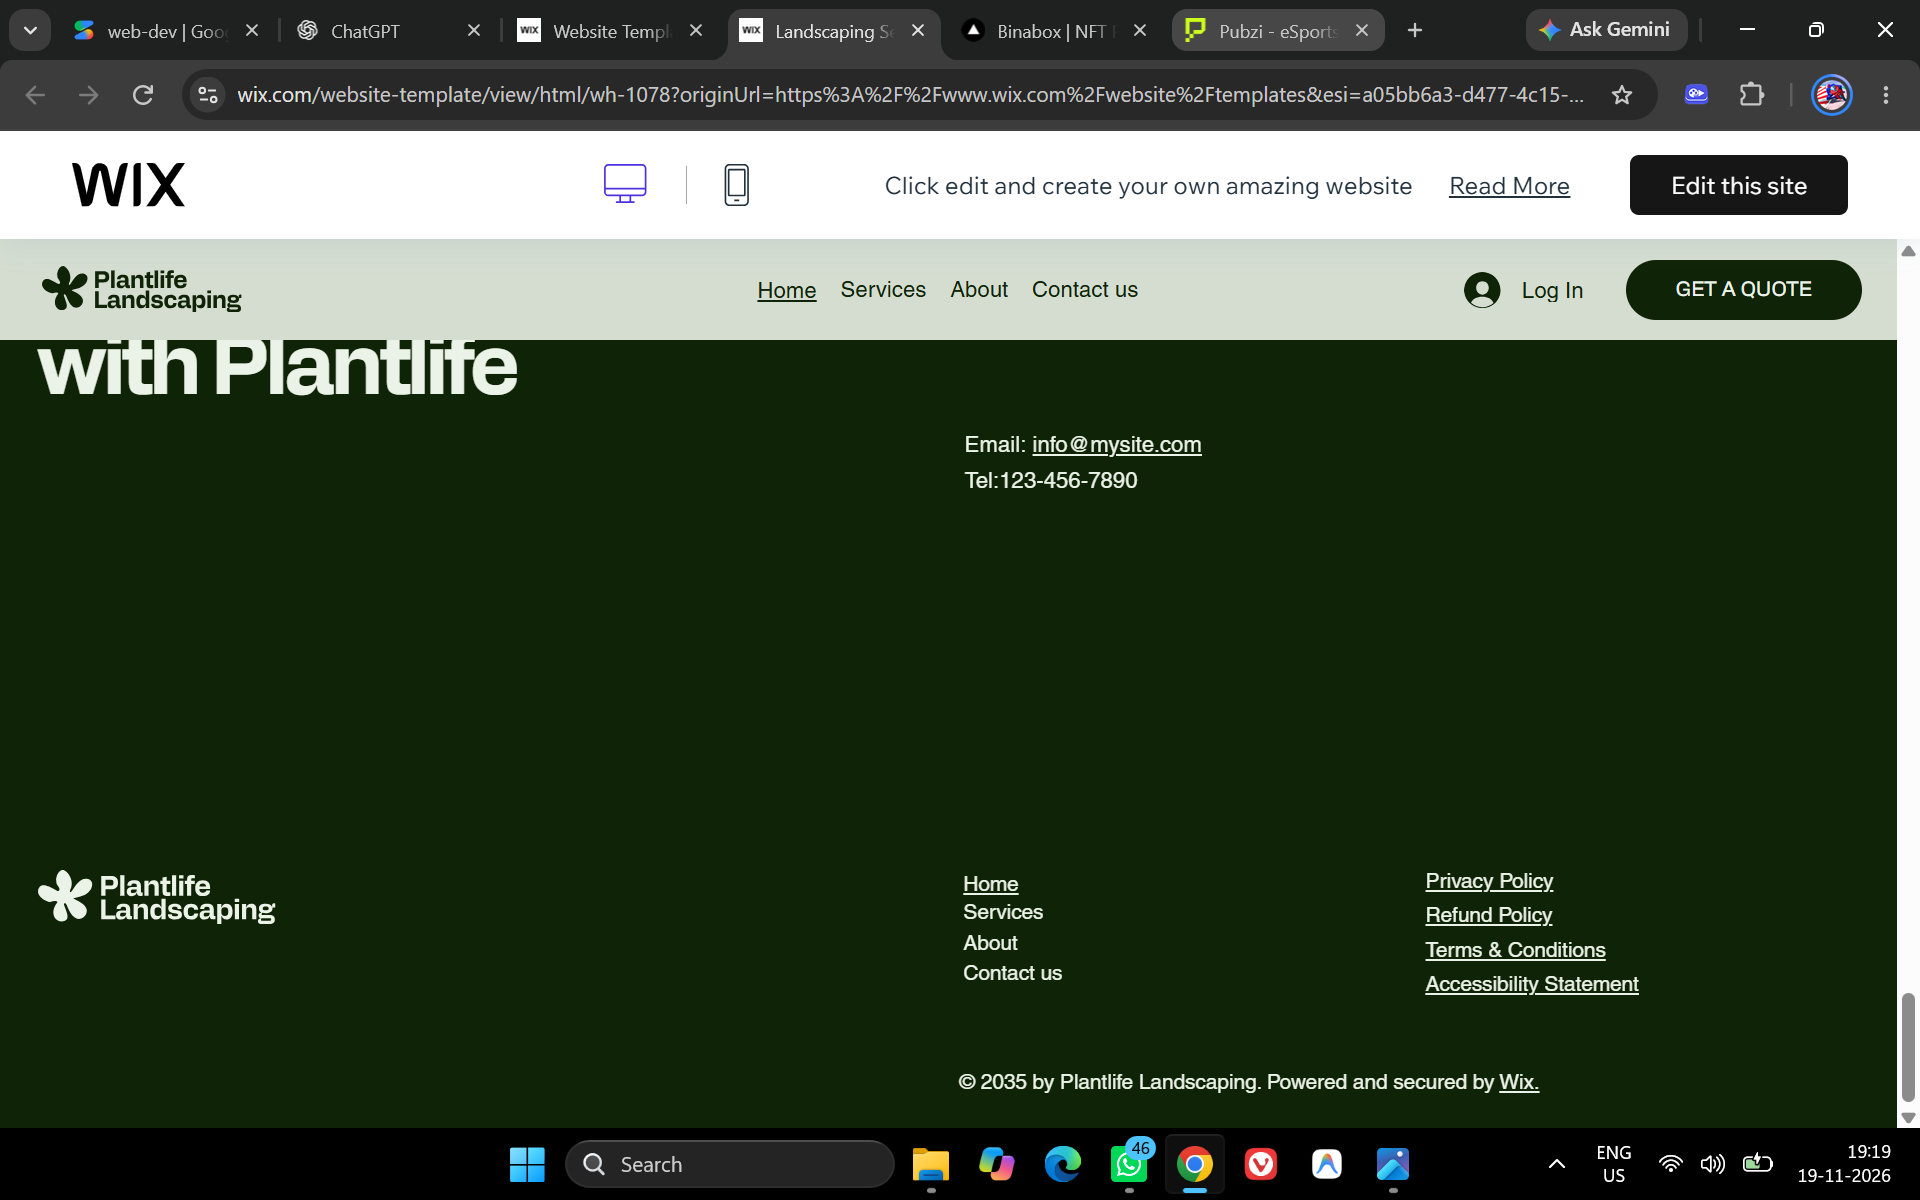 web-dev | Goo
ChatGPT
WIX
Website Templ
WIX
Landscaping Se
Binabox | NFT
Pubzi - eSports
Ask Gemini
wix.com/website-template/view/html/wh-1078?originUrl=https%3A%2F%2Fwww.wix.com%2Fwebsite%2Ftemplates&esi=a05bb6a3-d477-4c15-...
WIX
Click edit and create your own amazing website
Read More
Edit this site
Plantlife
Landscaping
Home
Services
About
Contact us
Log In
GET A QUOTE
with Plantlife
Email: info@mysite.com
Tel:123-456-7890
Plantlife
Landscaping
Home
Services
About
Contact us
Privacy Policy
Refund Policy
Terms & Conditions
Accessibility Statement
© 2035 by Plantlife Landscaping. Powered and secured by Wix.
Search
46
ENG
US
19:19
19-11-2026